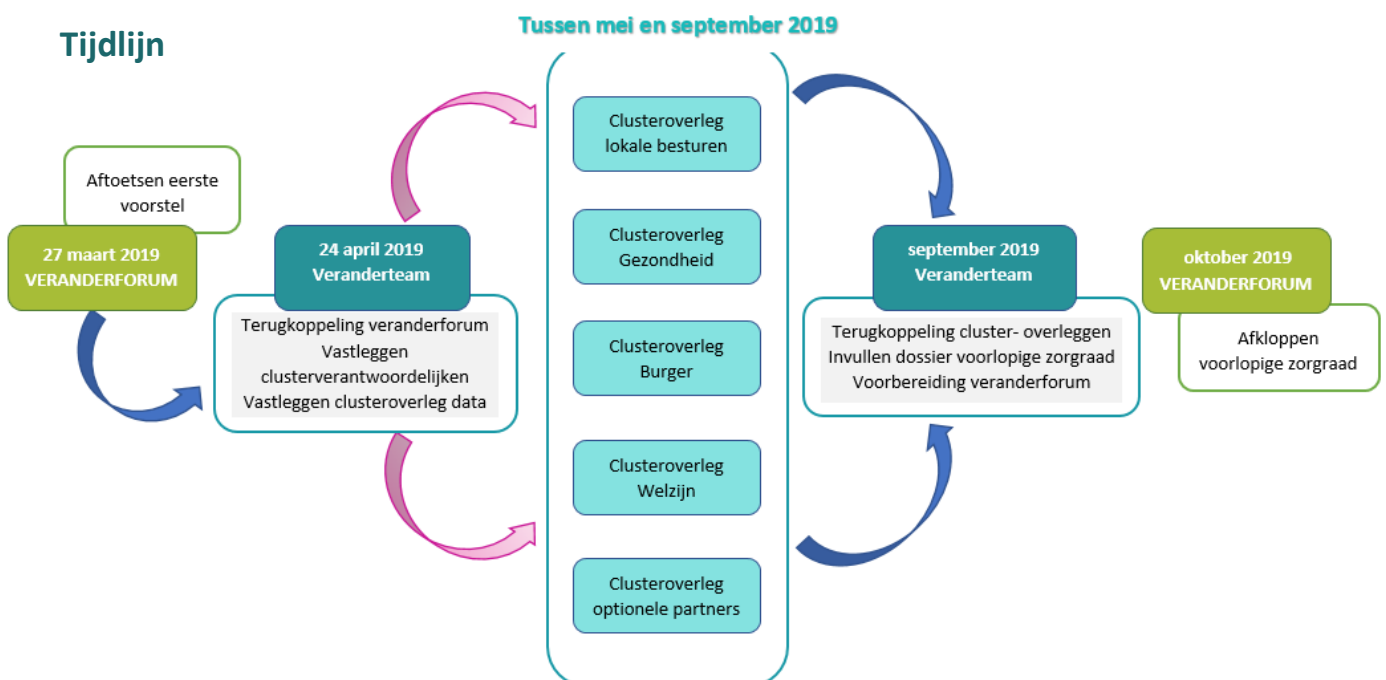 Tijdlijn
Tussen mei en september 2019
Aftoetsen eerste
voorstel
27 maart 2019
VERANDERFORUM
24 april 2019
Veranderteam
Terugkoppeling veranderforum
Vastleggen
clusterverantwoordelijken
Vastleggen clusteroverleg data
Clusteroverleg
lokale besturen
Clusteroverleg
Gezondheid
Clusteroverleg
Burger
Clusteroverleg
Welzijn
Clusteroverleg
optionele partners
september 2019
Veranderteam
Terugkoppeling cluster- overleggen
Invullen dossier voorlopige zorgraad
Voorbereiding veranderforum
oktober 2019
VERANDERFORUM
Afkloppen
voorlopige zorgraad